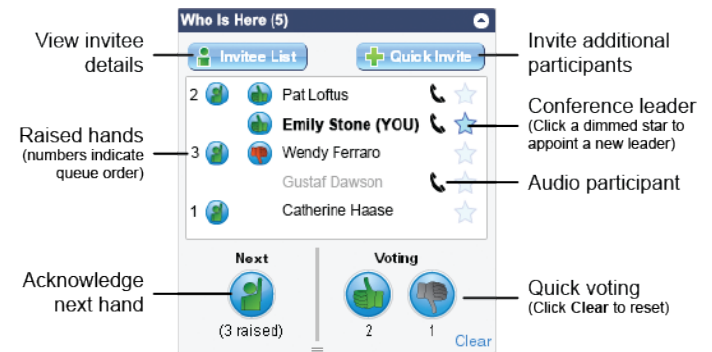 Who Is Here (5)
View invitee
details
Invitee List
Quick Invite
Invite additional
participants
2 Pat Loftus
Emily Stone (YOU)
Conference leader
(Click a dimmed star to
appoint a new leader)
Raised hands
(numbers indicate
queue order)
3 Wendy Ferraro
Gustaf Dawson
Audio participant
1 Catherine Haase
Next
Voting
Acknowledge
next hand
Quick voting
(Click Clear to reset)
(3 raised)
2
1
Clear